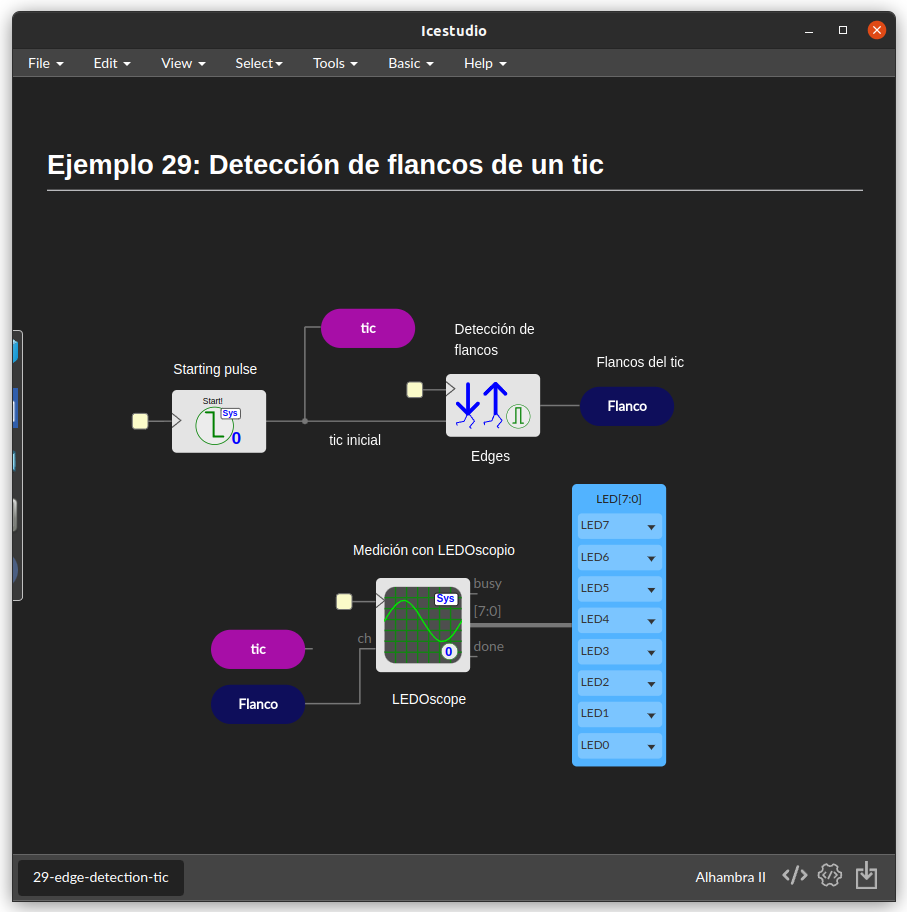 Icestudio
File
Edit
View
Select
Tools
Basic
Help
Ejemplo 29: Detección de flancos de un tic
tic
Detección de
flancos
Flancos del tic
Starting pulse
Start!
Sys
0
tic inicial
Flanco
Edges
LED[7:0]
LED7
LED6
LED5
LED4
LED3
LED2
LED1
LED0
Medición con LEDOscopio
busy
Sys
[7:0]
ch
done
0
tic
Flanco
LEDOscope
29-edge-detection-tic
Alhambra II